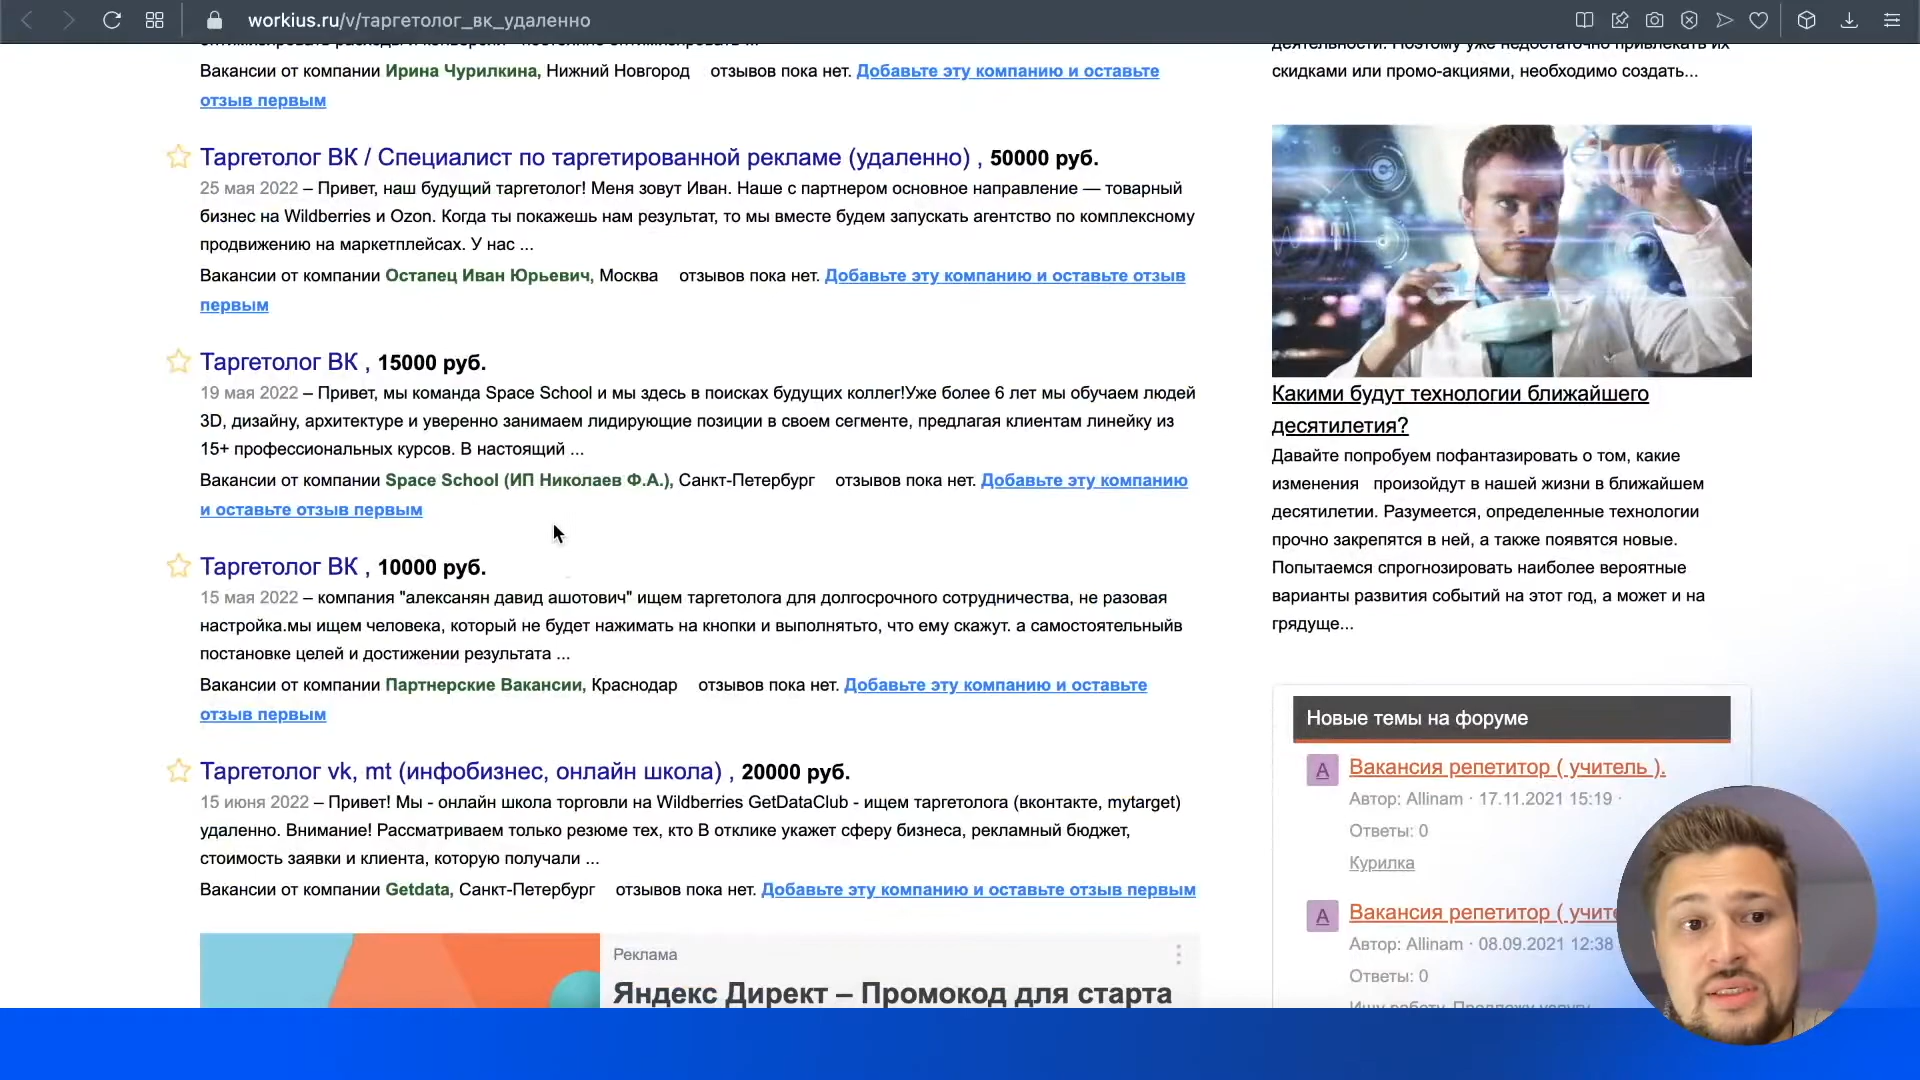 workius.ru/v/таргетолог_вк_удаленно
Вакансии от компании Ирина Чурилкина, Нижний Новгород отзывов пока нет. Добавьте эту компанию и оставьте
отзыв первым
Таргетолог ВК / Специалист по таргетированной рекламе (удаленно) , 50000 руб.
25 мая 2022 – Привет, наш будущий таргетолог! Меня зовут Иван. Наше с партнером основное направление — товарный
бизнес на Wildberries и Ozon. Когда ты покажешь нам результат, то мы вместе будем запускать агентство по комплексному
продвижению на маркетплейсах. У нас ...
Вакансии от компании Остапец Иван Юрьевич, Москва отзывов пока нет. Добавьте эту компанию и оставьте отзыв
первым
Таргетолог ВК , 15000 руб.
19 мая 2022 – Привет, мы команда Space School и мы здесь в поисках будущих коллег!Уже более 6 лет мы обучаем людей
3D, дизайну, архитектуре и уверенно занимаем лидирующие позиции в своем сегменте, предлагая клиентам линейку из
15+ профессиональных курсов. В настоящий ...
Вакансии от компании Space School (ИП Николаев Ф.А.), Санкт-Петербург отзывов пока нет. Добавьте эту компанию
и оставьте отзыв первым
Таргетолог ВК , 10000 руб.
15 мая 2022 – компания "алексанян давид ашотович" ищем таргетолога для долгосрочного сотрудничества, не разовая
настройка.мы ищем человека, который не будет нажимать на кнопки и выполнятьто, что ему скажут. а самостоятельныйв
постановке целей и достижении результата ...
Вакансии от компании Партнерские Вакансии, Краснодар отзывов пока нет. Добавьте эту компанию и оставьте
отзыв первым
Таргетолог vk, mt (инфобизнес, онлайн школа) , 20000 руб.
15 июня 2022 – Привет! Мы - онлайн школа торговли на Wildberries GetDataClub - ищем таргетолога (вконтакте, mytarget)
удаленно. Внимание! Рассматриваем только резюме тех, кто В отклике укажет сферу бизнеса, рекламный бюджет,
стоимость заявки и клиента, которую получали ...
Вакансии от компании Getdata, Санкт-Петербург отзывов пока нет. Добавьте эту компанию и оставьте отзыв первым
Реклама
Яндекс Директ – Промокод для старта
деятельности. Поэтому уже недостаточно привлекать их
скидками или промо-акциями, необходимо создать...
Какими будут технологии ближайшего
десятилетия?
Давайте попробуем пофантазировать о том, какие
изменения произойдут в нашей жизни в ближайшем
десятилетии. Разумеется, определенные технологии
прочно закрепятся в ней, а также появятся новые.
Попытаемся спрогнозировать наиболее вероятные
варианты развития событий на этот год, а может и на
грядуще...
Новые темы на форуме
A
Вакансия репетитор ( учитель ).
Автор: Allinam · 17.11.2021 15:19 ·
Ответы: 0
Курилка
A
Вакансия репетитор ( учите
Автор: Allinam · 08.09.2021 12:38
Ответы: 0
Ищу работу. Предложу услугу